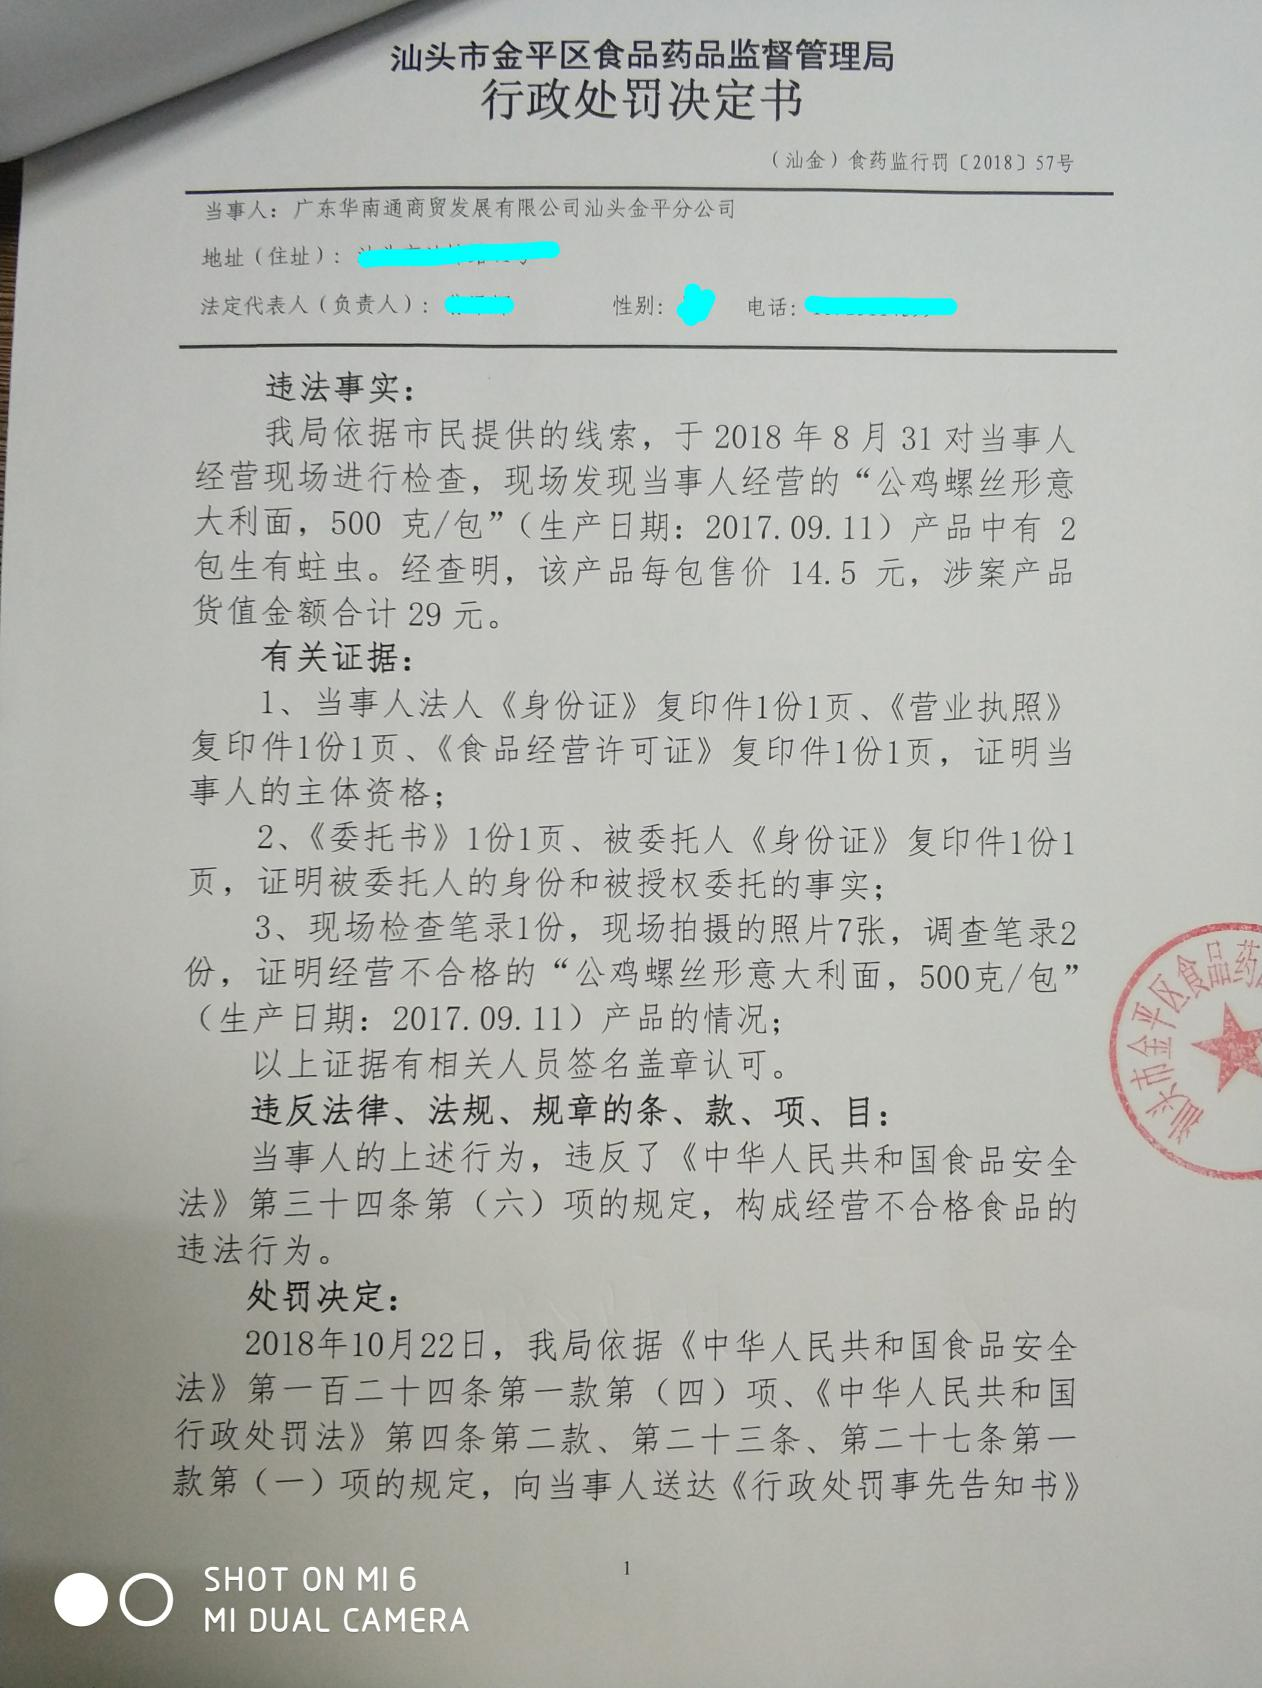 汕头市金平区食品药品监督管理局
行政处罚决定书
（汕金）食药监行罚〔2018〕57号
当事人：广东华南通商贸发展有限公司汕头金平分公司
地址（住址）：
法定代表人（负责人）： 性别： 电话：
违法事实：
我局依据市民提供的线索，于 2018 年 8 月 31 对当事人
经营现场进行检查，现场发现当事人经营的“公鸡螺丝形意
大利面，500 克/包”（生产日期：2017.09.11）产品中有 2
包生有蛀虫。经查明，该产品每包售价 14.5 元，涉案产品
货值金额合计 29 元。
有关证据：
1、当事人法人《身份证》复印件1份1页、《营业执照》
复印件1份1页、《食品经营许可证》复印件1份1页，证明当
事人的主体资格；
2、《委托书》1份1页、被委托人《身份证》复印件1份1
页，证明被委托人的身份和被授权委托的事实；
3、现场检查笔录1份，现场拍摄的照片7张，调查笔录2
份，证明经营不合格的“公鸡螺丝形意大利面，500克/包”
（生产日期：2017.09.11）产品的情况；
以上证据有相关人员签名盖章认可。
违反法律、法规、规章的条、款、项、目：
当事人的上述行为，违反了《中华人民共和国食品安全
法》第三十四条第（六）项的规定，构成经营不合格食品的
违法行为。
处罚决定：
2018年10月22日，我局依据《中华人民共和国食品安全
法》第一百二十四条第一款第（四）项、《中华人民共和国
行政处罚法》第四条第二款、第二十三条、第二十七条第一
款第（一）项的规定，向当事人送达《行政处罚事先告知书》
汕头市金平区食品药
1
SHOT ON MI 6
MI DUAL CAMERA